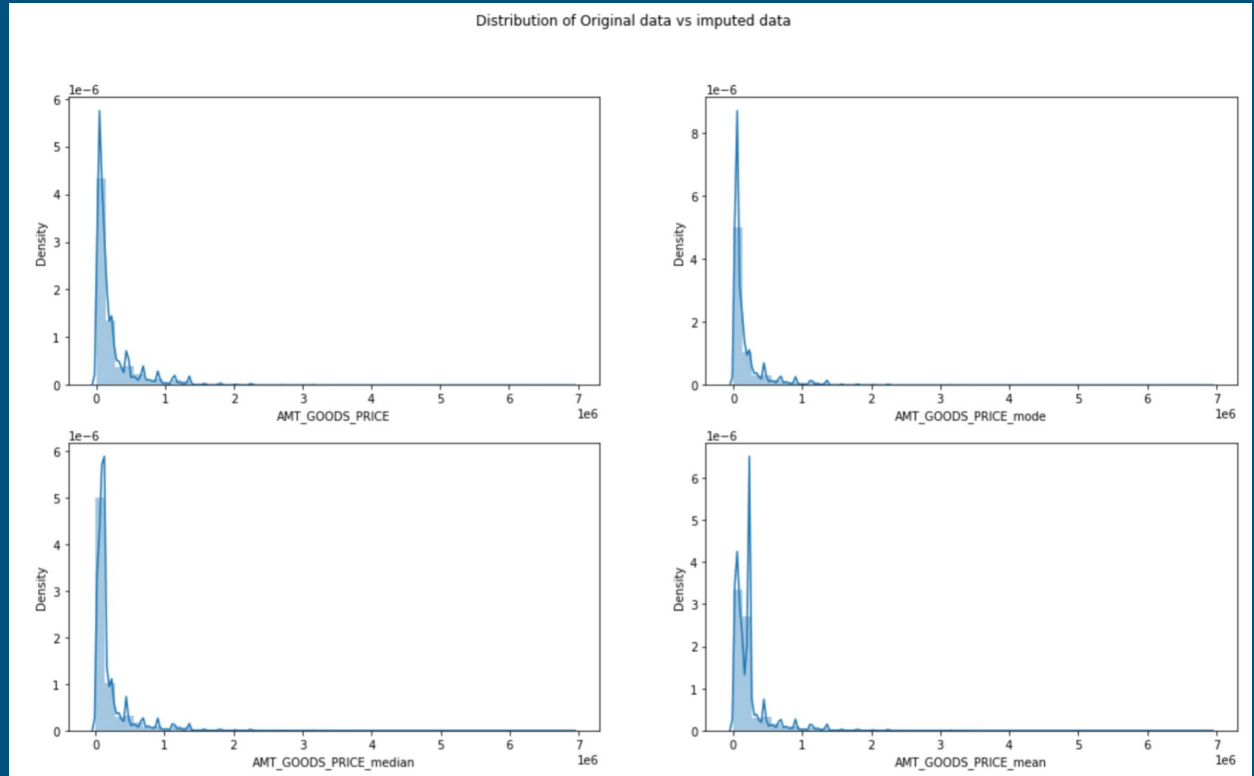 Distribution of Original data vs imputed data
1e−6
6
5
4
3
2
1
0
Density
0 1 2 3 4 5 6 7
1e6
AMT_GOODS_PRICE
1e−6
8
6
4
2
0
Density
0 1 2 3 4 5 6 7
1e6
AMT_GOODS_PRICE_mode
1e−6
6
5
4
3
2
1
0
Density
0 1 2 3 4 5 6 7
1e6
AMT_GOODS_PRICE_median
1e−6
6
5
4
3
2
1
0
Density
0 1 2 3 4 5 6 7
1e6
AMT_GOODS_PRICE_mean